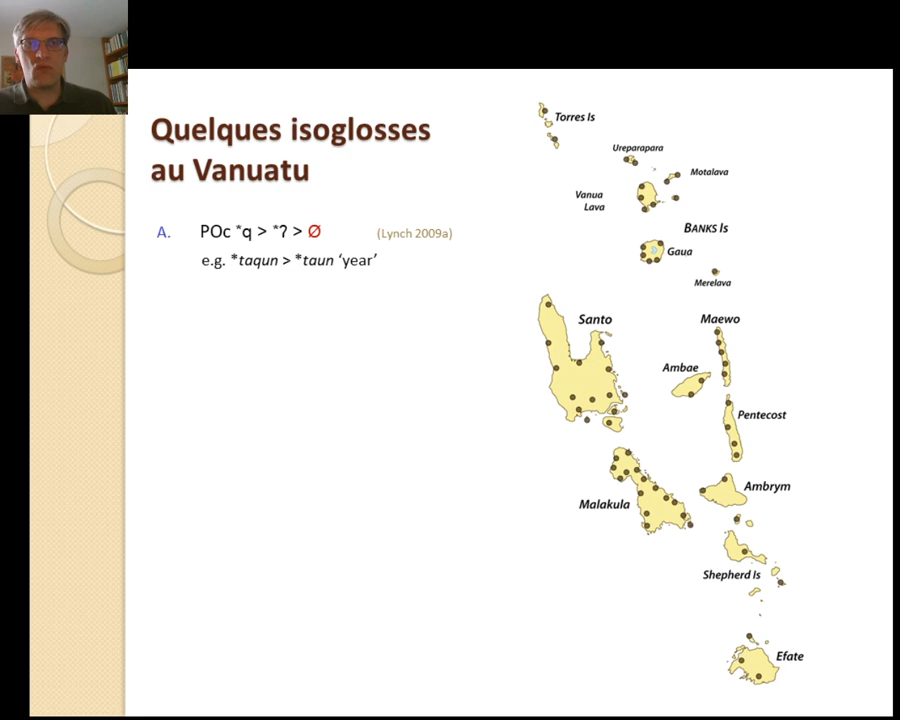 Quelques isoglosses
au Vanuatu
A. POc *q > *ʔ > Ø (Lynch 2009a)
e.g. *taqun > *taun ‘year’
Torres Is
Ureparapara
Motalava
Vanua
Lava
BANKS Is
Gaua
Merelava
Santo
Maewo
Ambae
Pentecost
Ambrym
Malakula
Shepherd Is
Efate